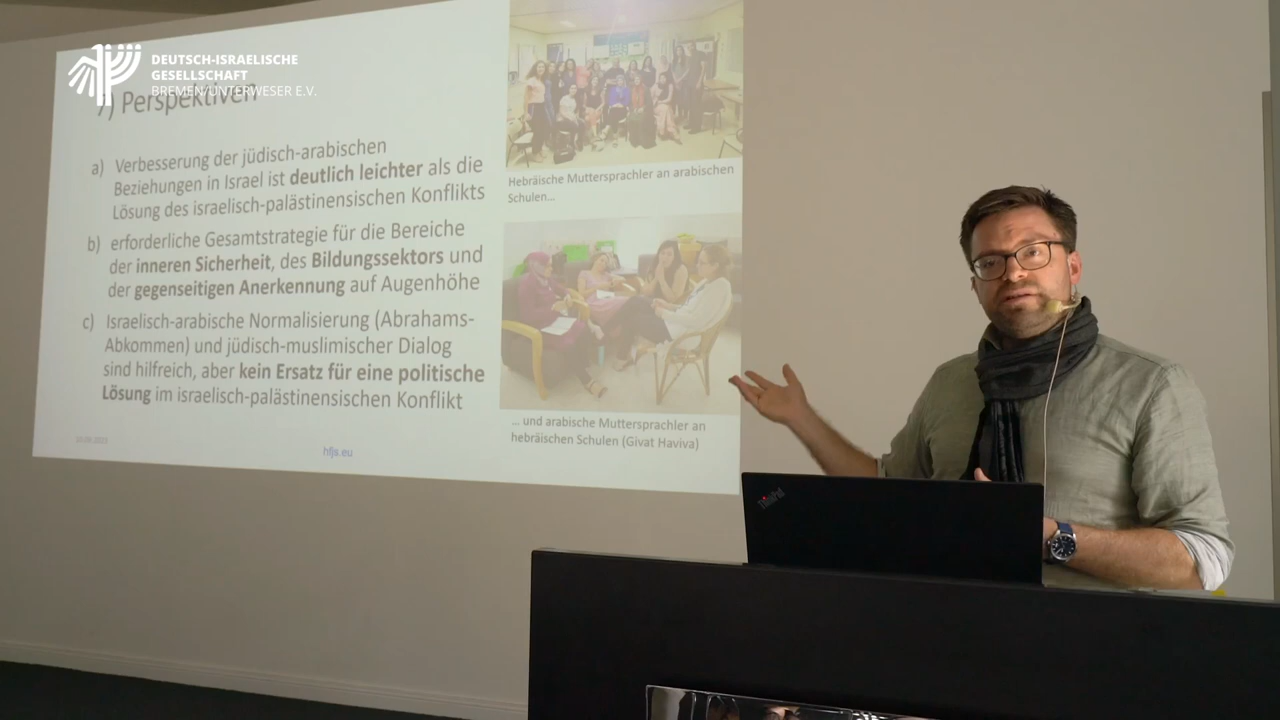 DEUTSCH-ISRAELISCHE
GESELLSCHAFT
BREMEN/UNTERWESER E.V.
7) Perspektiven
a) Verbesserung der jüdisch-arabischen
Beziehungen in Israel ist deutlich leichter als die
Lösung des israelisch-palästinensischen Konflikts
b) erforderliche Gesamtstrategie für die Bereiche
der inneren Sicherheit, des Bildungssektors und
der gegenseitigen Anerkennung auf Augenhöhe
c) Israelisch-arabische Normalisierung (Abrahams-
Abkommen) und jüdisch-muslimischer Dialog
sind hilfreich, aber kein Ersatz für eine politische
Lösung im israelisch-palästinensischen Konflikt
hfjs.eu
Hebräische Muttersprachler an arabischen
Schulen...
... und arabische Muttersprachler an
hebräischen Schulen (Givat Haviva)
ThinkPad